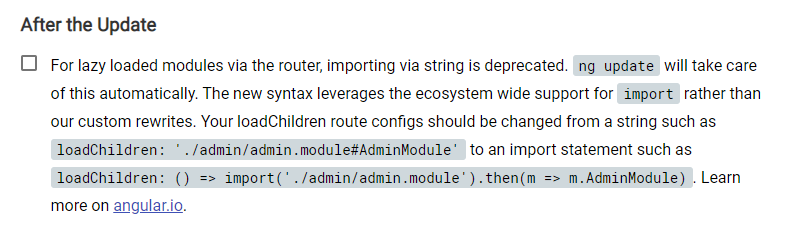 After the Update
For lazy loaded modules via the router, importing via string is deprecated. ng update will take care
of this automatically. The new syntax leverages the ecosystem wide support for import rather than
our custom rewrites. Your loadChildren route configs should be changed from a string such as
loadChildren: './admin/admin.module#AdminModule' to an import statement such as
loadChildren: () => import('./admin/admin.module').then(m => m.AdminModule) . Learn
more on angular.io.